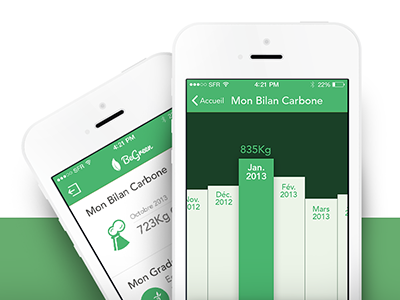 SFR
4:21 PM
BeGreen
Mon Bilan Carbone
Octobre 2013
723Kg
Mon Grad
SFR
4:21 PM
22%
Accueil
Mon Bilan Carbone
835Kg
Jan.
2013
Déc.
2012
Fév.
2013
Nov.
2012
Mars
2013